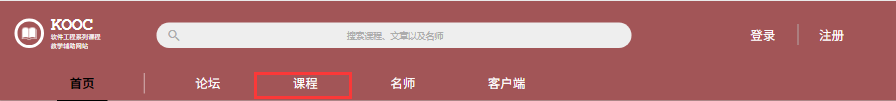 KOOC
软件工程系列课程
教学辅助网站
搜索课程、文章以及名师
登录 注册
首页 论坛 课程 名师 客户端